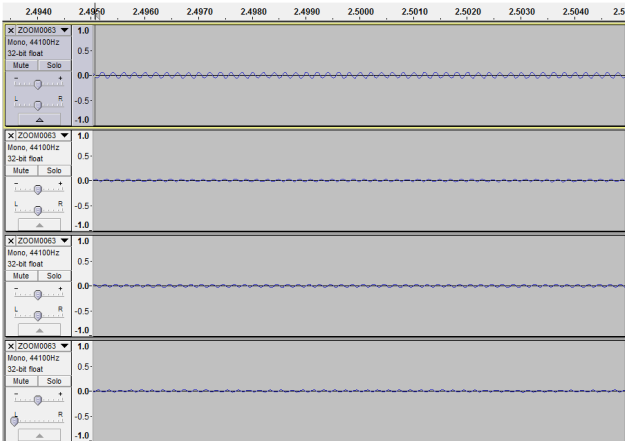 2.4940 2.4950 2.4960 2.4970 2.4980 2.4990 2.5000 2.5010 2.5020 2.5030 2.5040 2.5
× ZOOM0063 ▼ 1.0
Mono, 44100Hz
32-bit float 0.5-
Mute Solo
- + 0.0-
L R -0.5-
-1.0
× ZOOM0063 ▼ 1.0
Mono, 44100Hz
32-bit float 0.5-
Mute Solo
- + 0.0-
L R -0.5-
-1.0
× ZOOM0063 ▼ 1.0
Mono, 44100Hz
32-bit float 0.5-
Mute Solo
- + 0.0-
L R -0.5-
-1.0
× ZOOM0063 ▼ 1.0
Mono, 44100Hz
32-bit float 0.5-
Mute Solo
- + 0.0-
L R -0.5-
-1.0